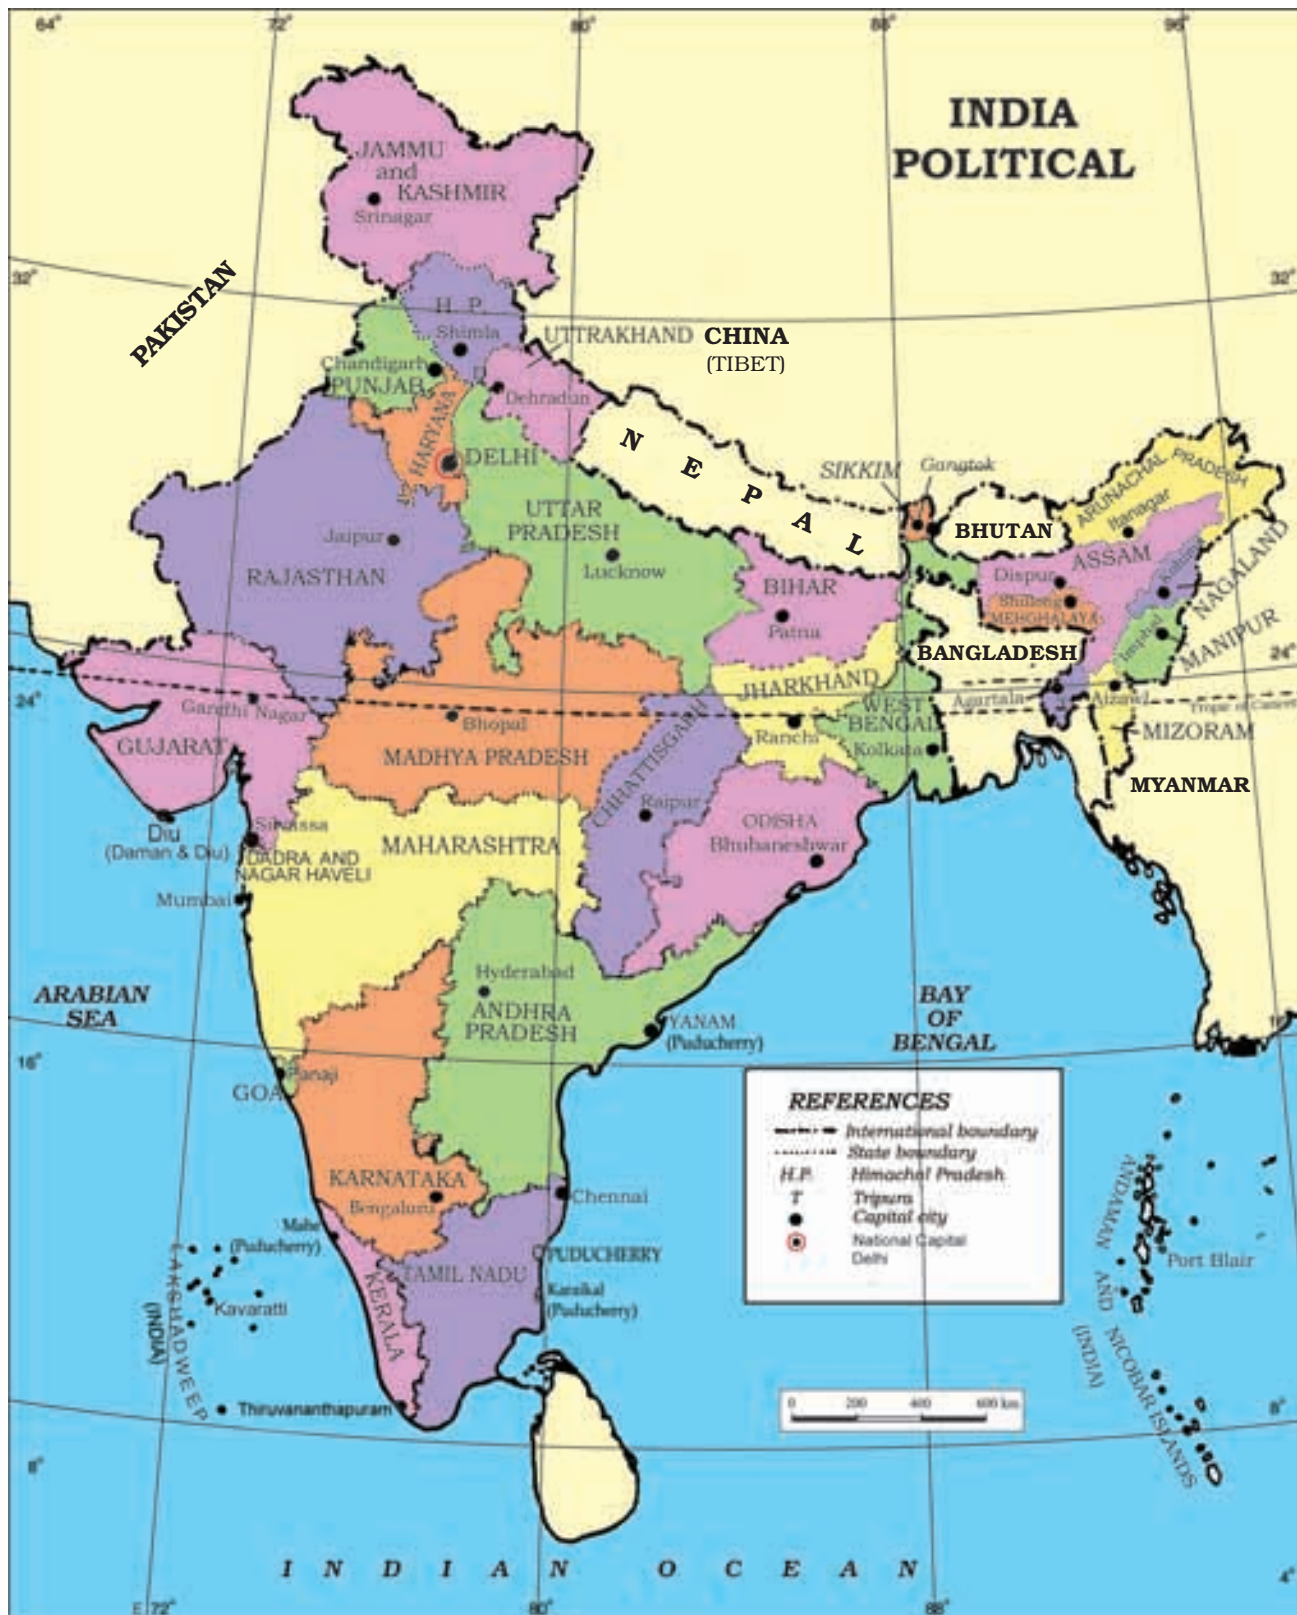 64°
72°
80°
88°
96°
INDIA
POLITICAL
JAMMU
and
KASHMIR
Srinagar
32°
32°
PAKISTAN
H. P.
Shimla
UTTRAKHAND
CHINA
(TIBET)
Chandigarh
PUNJAB
D
Dehradun
HARYANA
DELHI
NEPAL
SIKKIM
Gangtok
ARUNACHAL PRADESH
Itanagar
BHUTAN
UTTAR
PRADESH
Lucknow
Jaipur
RAJASTHAN
ASSAM
Dispur
Kohima
NAGALAND
BIHAR
Patna
Shillong
MEHGHALAYA
Imphal
MANIPUR
BANGLADESH
24°
24°
JHARKHAND
Agartala
Aizawl
Tropic of Cancer
Gandhi Nagar
Bhopal
WEST
BENGAL
Ranchi
Kolkata
MIZORAM
GUJARAT
MADHYA PRADESH
CHHATTISGARH
Raipur
MYANMAR
Diu
(Daman & Diu)
Silvassa
DADRA AND
NAGAR HAVELI
MAHARASHTRA
ODISHA
Bhubaneshwar
Mumbai
ARABIAN
SEA
Hyderabad
ANDHRA
PRADESH
YANAM
(Puducherry)
BAY
OF
BENGAL
16°
16°
Panaji
GOA
REFERENCES
International boundary
State boundary
H.P. Himachal Pradesh
T Tripura
Capital city
National Capital
Delhi
KARNATAKA
Bengaluru
Chennai
Mahe
(Puducherry)
PUDUCHERRY
TAMIL NADU
KERALA
Karaikal
(Puducherry)
LAKSHADWEEP
(INDIA)
Kavaratti
Thiruvananthapuram
ANDAMAN AND NICOBAR ISLANDS
(INDIA)
Port Blair
0 200 400 600 km
8°
8°
INDIAN OCEAN
4°
E 72°
80°
88°